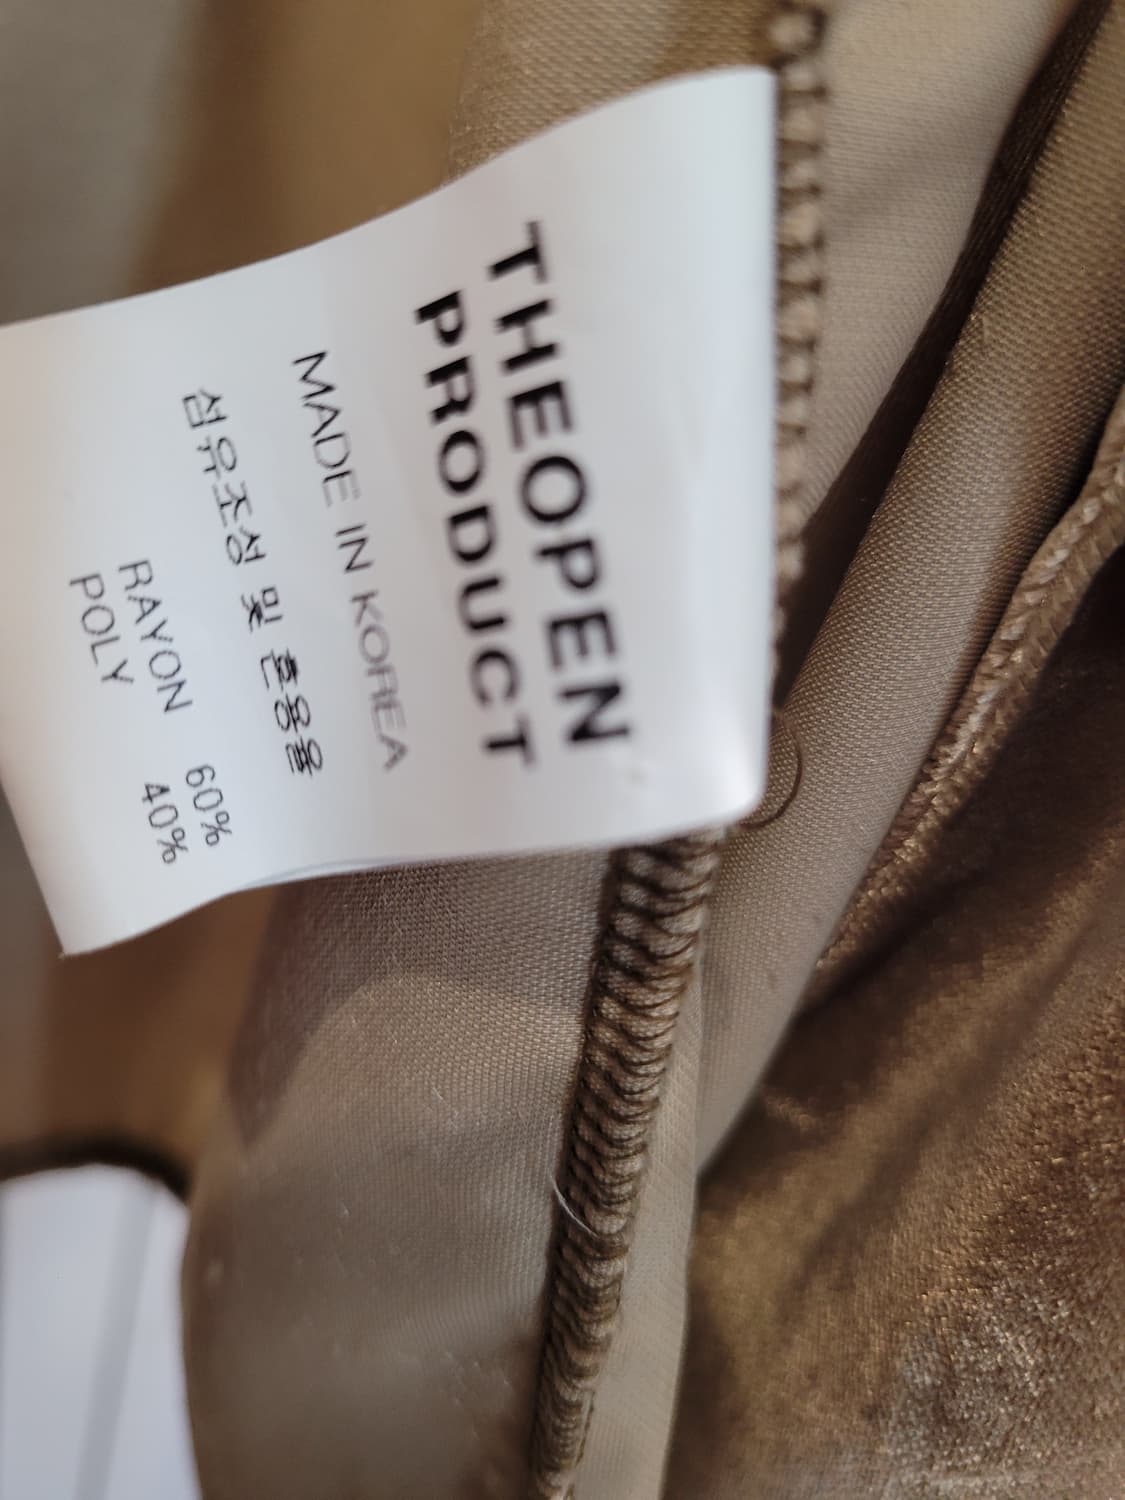 THEOPEN
PRODUCT
MADE IN KOREA
섬유조성 및 혼용율
RAYON 60%
POLY 40%